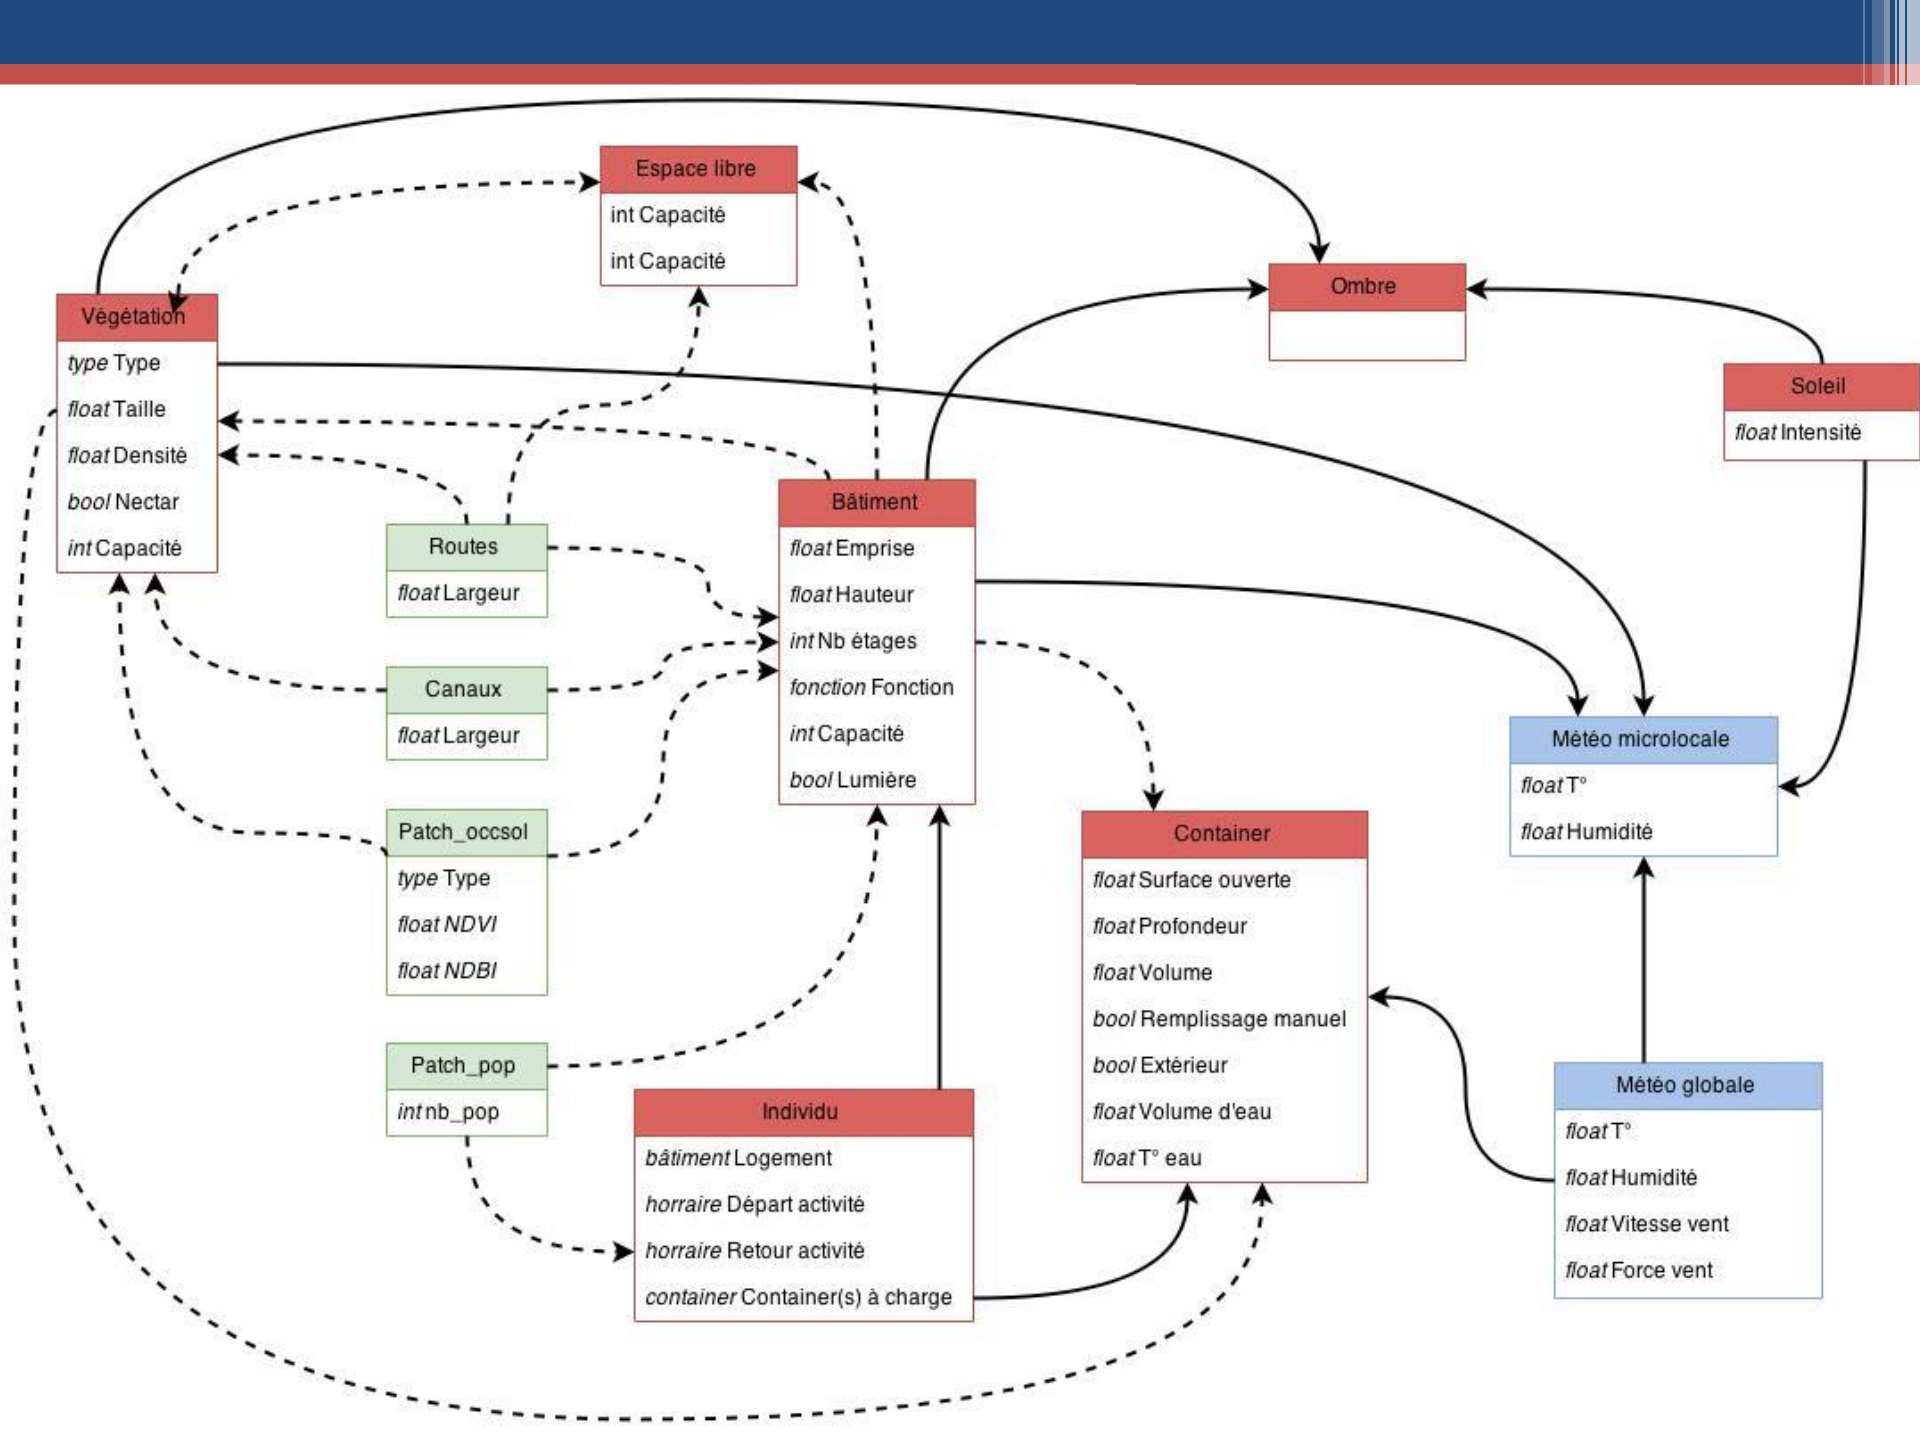 Espace libre
int Capacité
int Capacité
Ombre
Végétation
type Type
float Taille
float Densité
bool Nectar
int Capacité
Soleil
float Intensité
Routes
float Largeur
Bâtiment
float Emprise
float Hauteur
int Nb étages
fonction Fonction
int Capacité
bool Lumière
Canaux
float Largeur
Météo microlocale
float T°
float Humidité
Patch_occsol
type Type
float NDVI
float NDBI
Container
float Surface ouverte
float Profondeur
float Volume
bool Remplissage manuel
bool Extérieur
float Volume d'eau
float T° eau
Patch_pop
int nb_pop
Individu
bâtiment Logement
horraire Départ activité
horraire Retour activité
container Container(s) à charge
Météo globale
float T°
float Humidité
float Vitesse vent
float Force vent